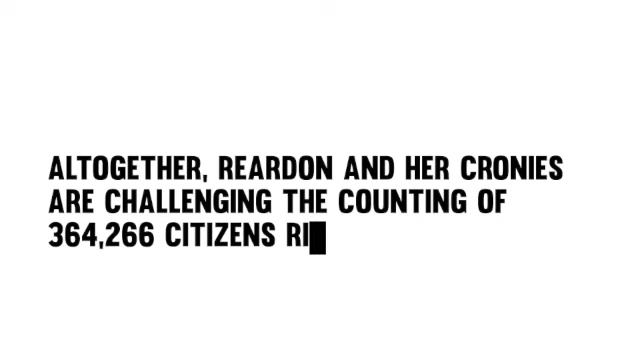 ALTOGETHER, REARDON AND HER CRONIES
ARE CHALLENGING THE COUNTING OF
364,266 CITIZENS RI